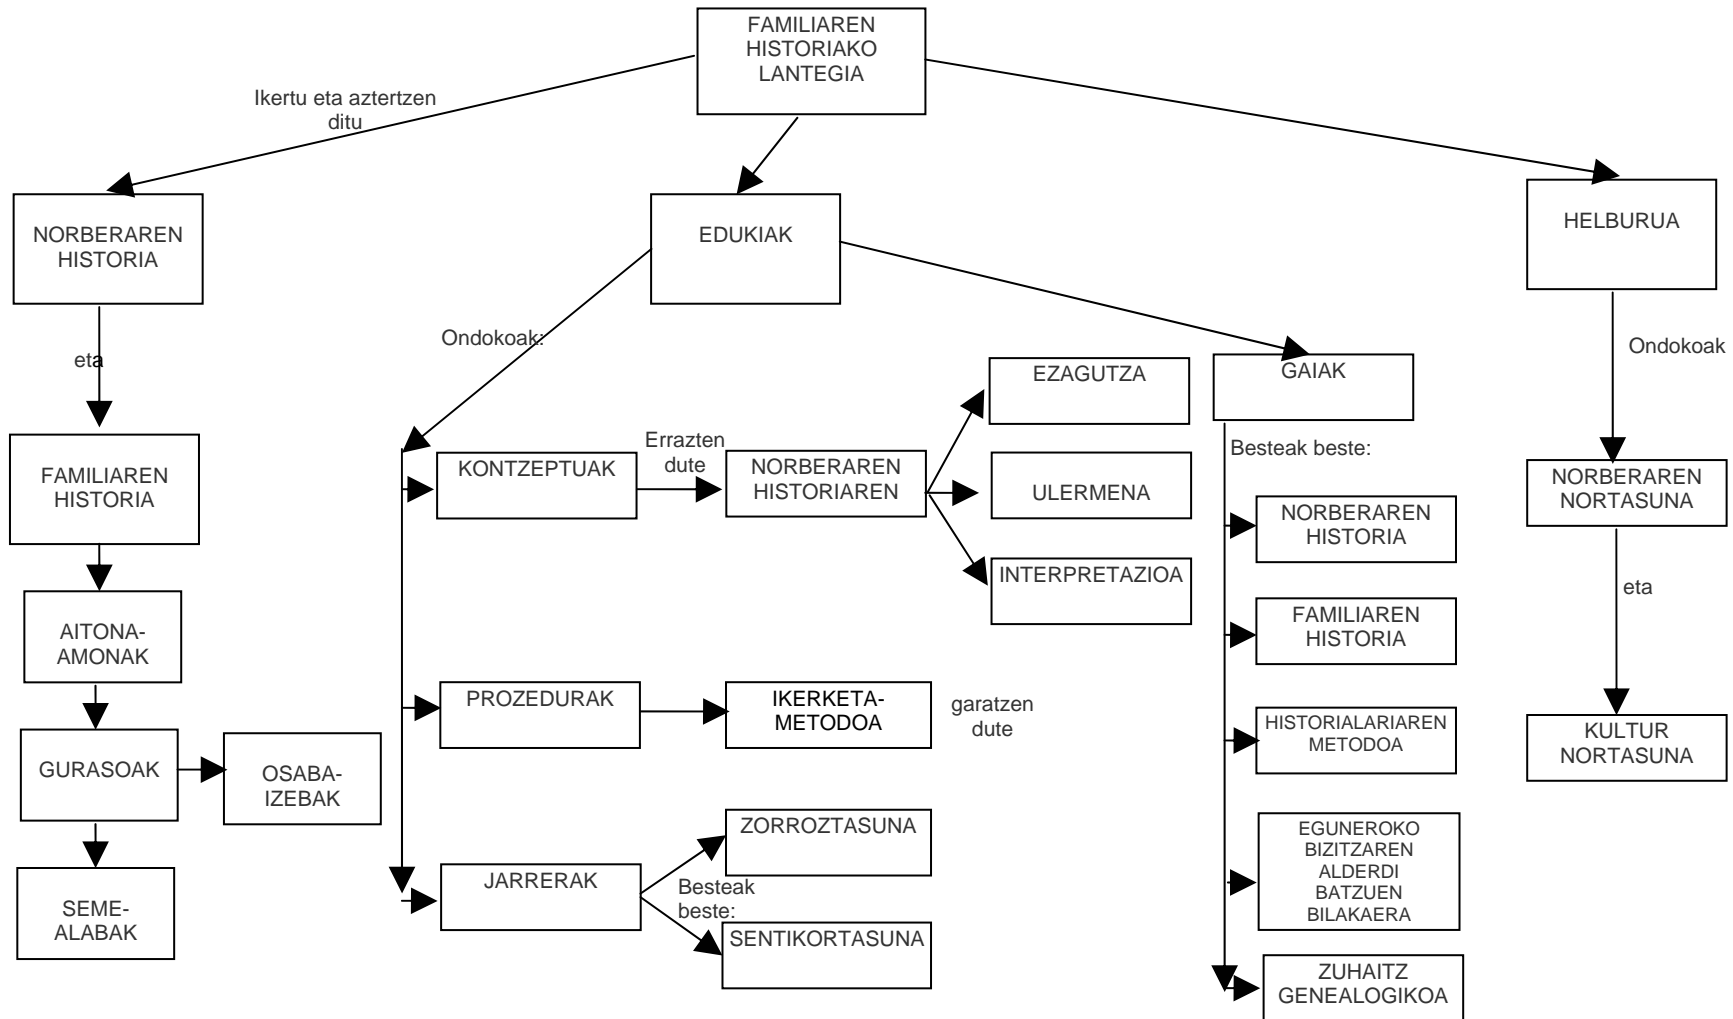 FAMILIAREN
HISTORIAKO
LANTEGIA
Ikertu eta aztertzen
ditu
NORBERAREN
HISTORIA
eta
FAMILIAREN
HISTORIA
AITONA-
AMONAK
GURASOAK
OSABA-
IZEBAK
SEME-
ALABAK
EDUKIAK
Ondokoak:
KONTZEPTUAK
Errazten
dute
NORBERAREN
HISTORIAREN
EZAGUTZA
ULERMENA
INTERPRETAZIOA
PROZEDURAK
IKERKETA-
METODOA
garatzen
dute
JARRERAK
Besteak
beste:
ZORROZTASUNA
SENTIKORTASUNA
GAIAK
Besteak beste:
NORBERAREN
HISTORIA
FAMILIAREN
HISTORIA
HISTORIALARIAREN
METODOA
EGUNEROKO
BIZITZAREN
ALDERDI
BATZUEN
BILAKAERA
ZUHAITZ
GENEALOGIKOA
HELBURUA
Ondokoak
NORBERAREN
NORTASUNA
eta
KULTUR
NORTASUNA